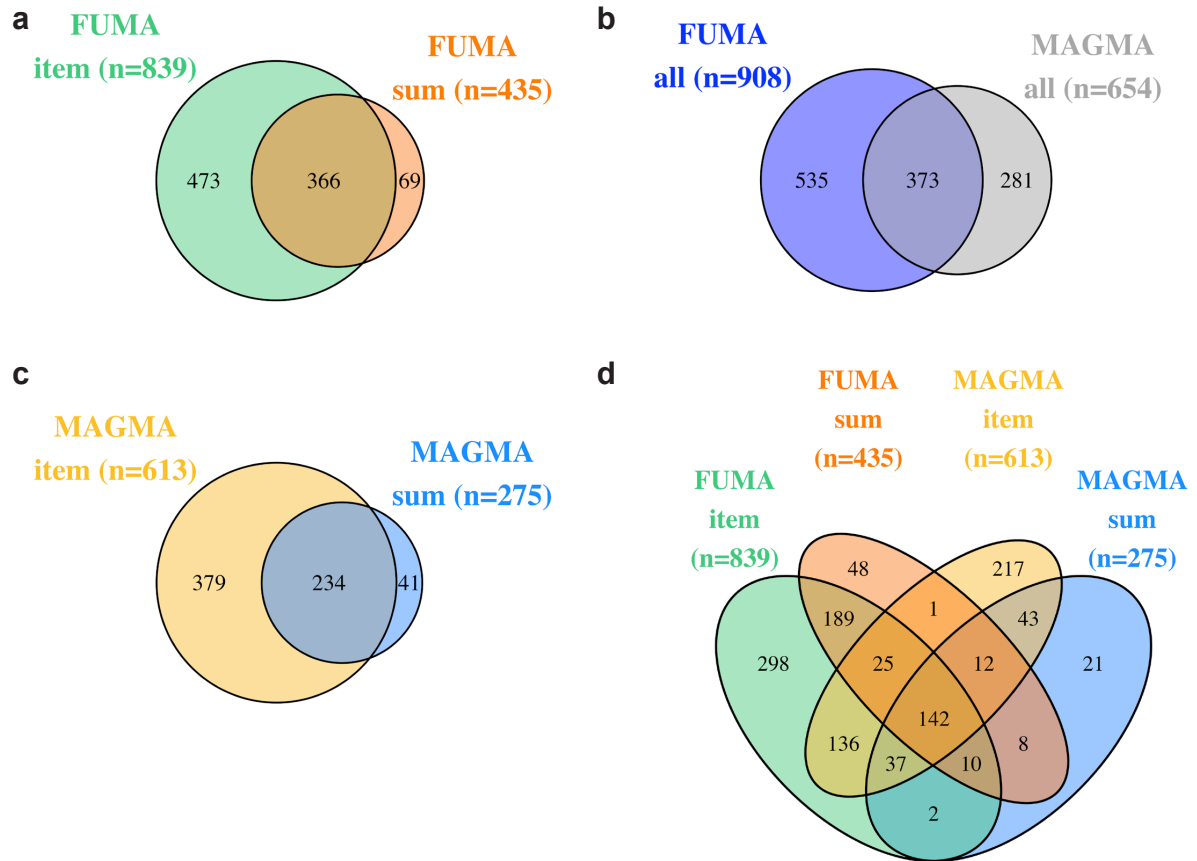 a
FUMA
item (n=839)
FUMA
sum (n=435)
473
366
69
b
FUMA
all (n=908)
MAGMA
all (n=654)
535
373
281
c
MAGMA
item (n=613)
MAGMA
sum (n=275)
379
234
41
d
FUMA
sum
(n=435)
MAGMA
item
(n=613)
FUMA
item
(n=839)
MAGMA
sum
(n=275)
48
217
189
1
43
298
25
12
21
142
136
37
10
8
2